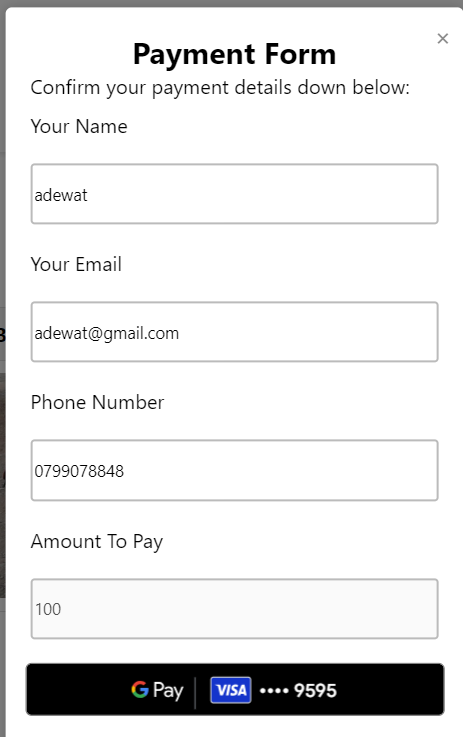 Payment Form
Confirm your payment details down below:
Your Name
adewat
Your Email
adewat@gmail.com
Phone Number
0799078848
Amount To Pay
100
G Pay | VISA •••• 9595